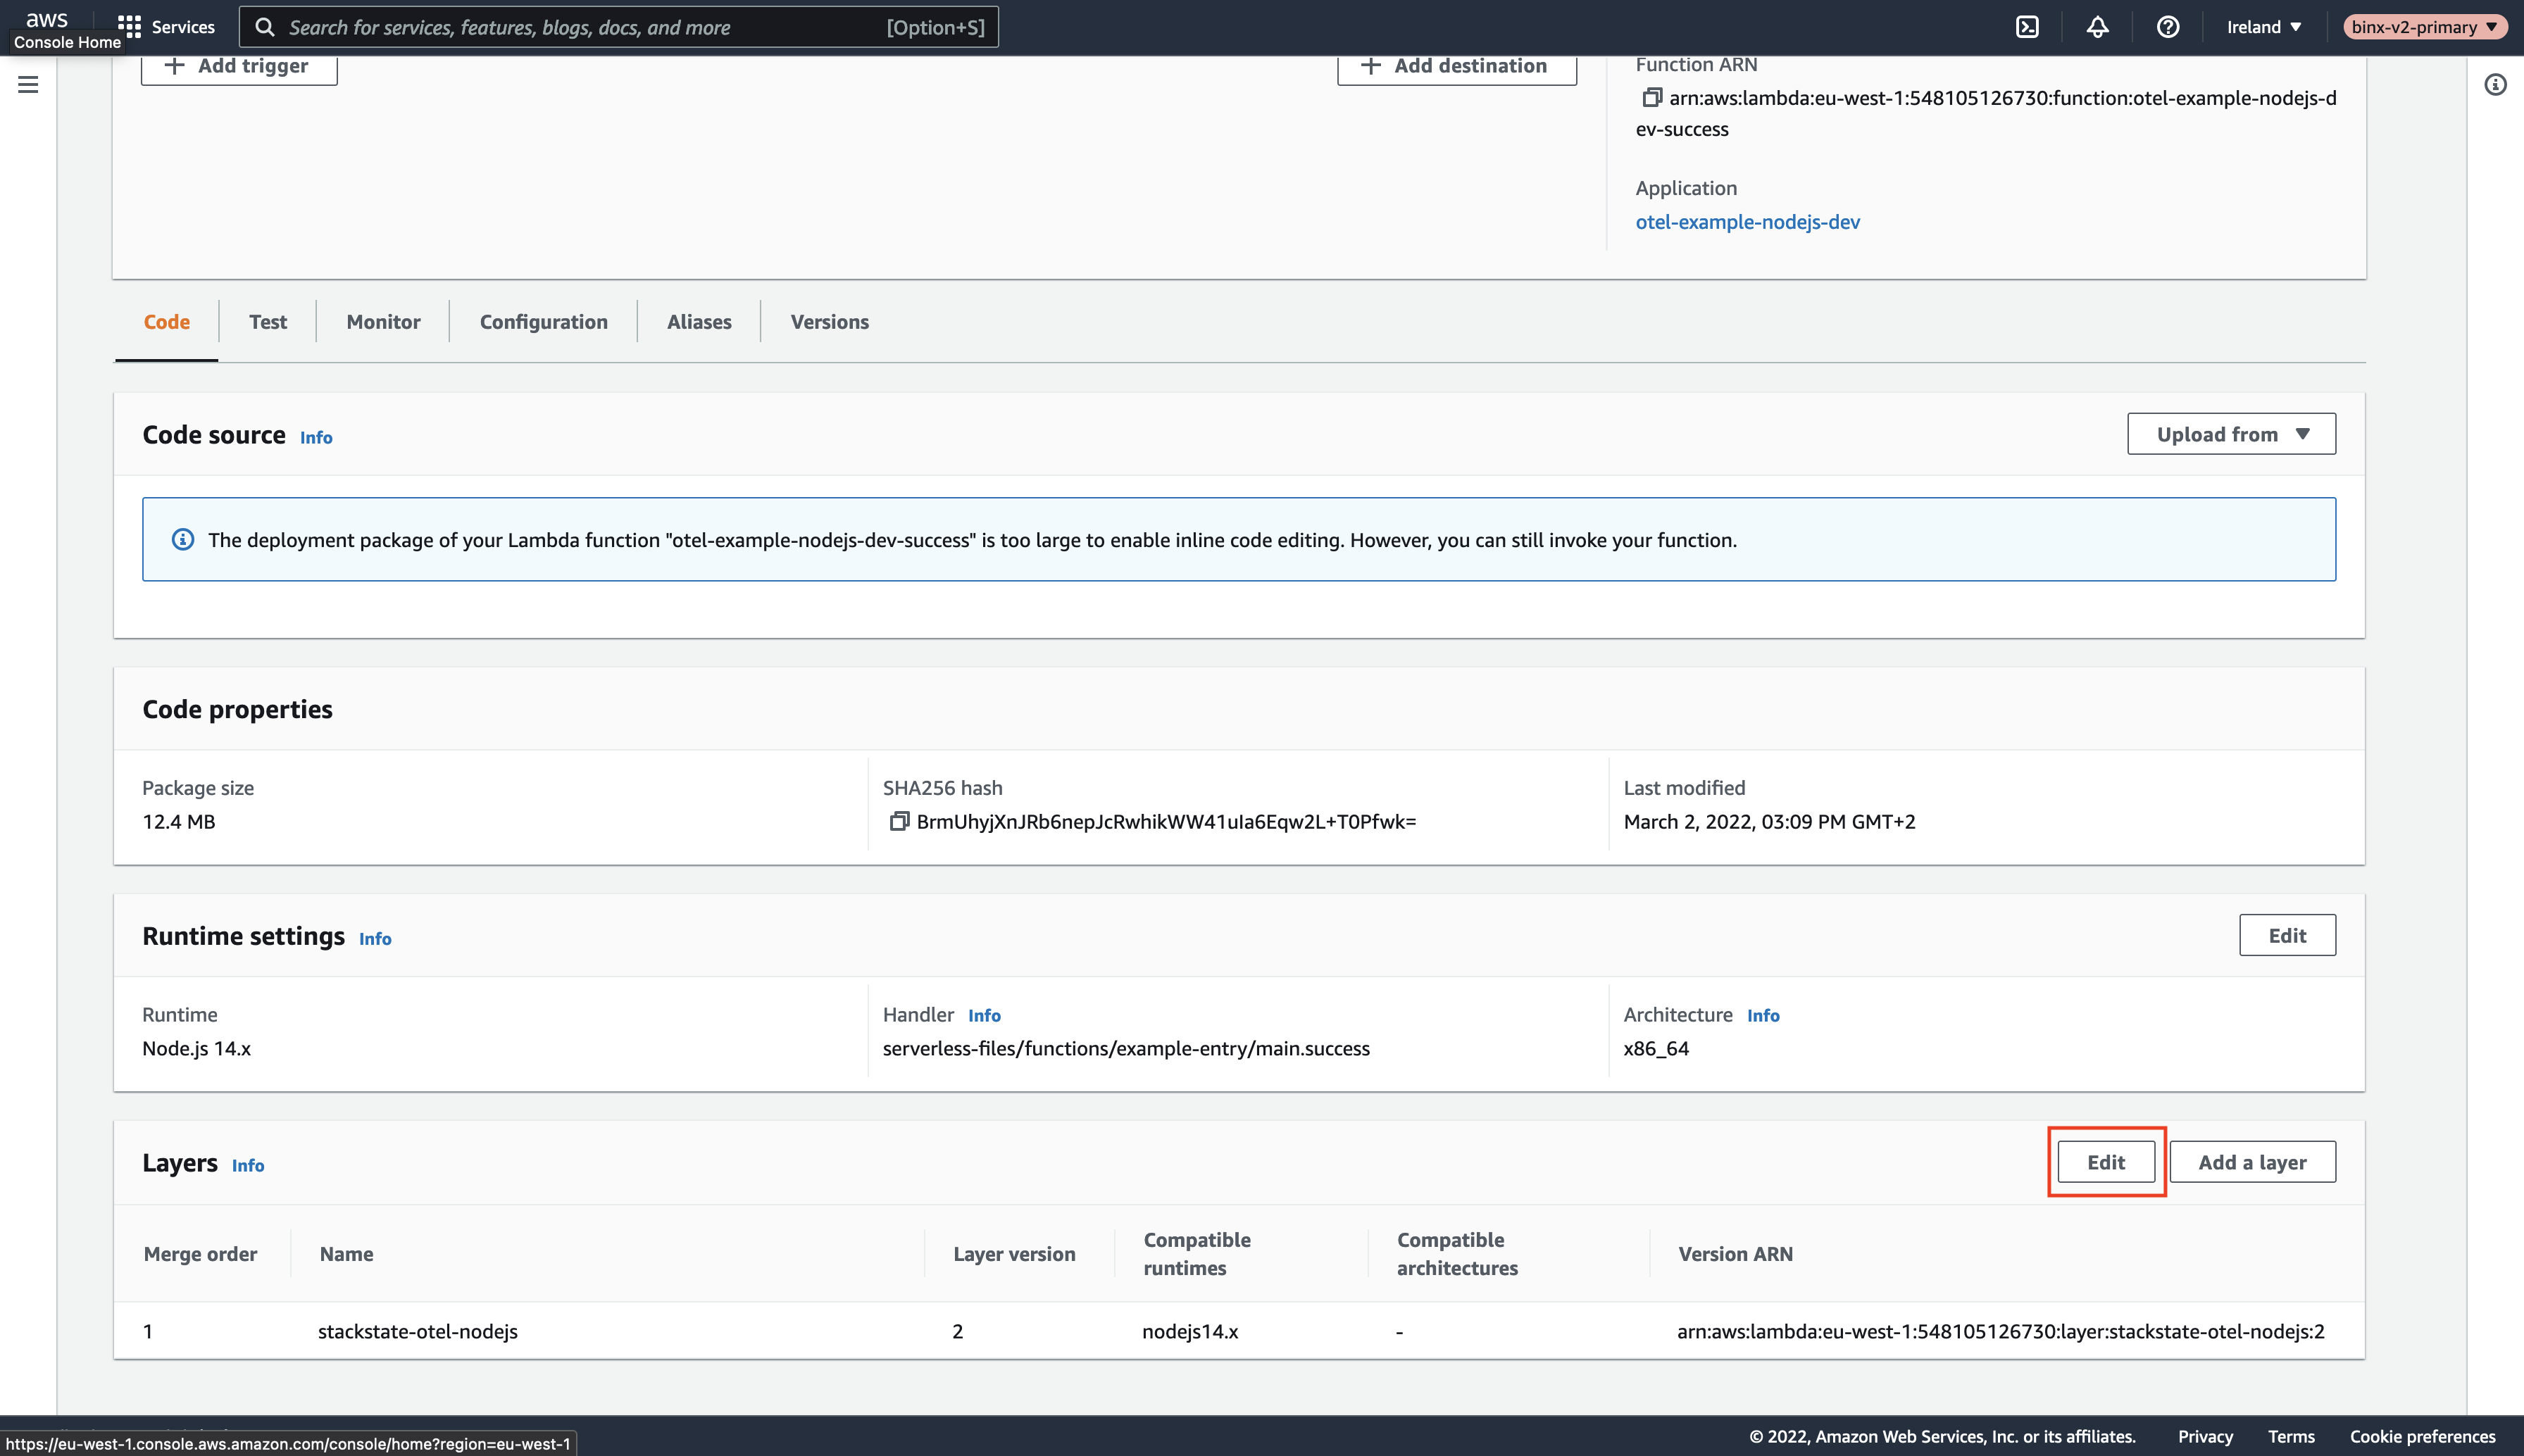 aws
Services
Search for services, features, blogs, docs, and more
[Option+S]
Ireland ▼
binx-v2-primary ▼
Console Home
Add trigger
Add destination
Function ARN
arn:aws:lambda:eu-west-1:548105126730:function:otel-example-nodejs-d
ev-success
Application
otel-example-nodejs-dev
Code
Test
Monitor
Configuration
Aliases
Versions
Code source Info
Upload from ▼
The deployment package of your Lambda function "otel-example-nodejs-dev-success" is too large to enable inline code editing. However, you can still invoke your function.
Code properties
Package size
12.4 MB
SHA256 hash
BrmUhyjXnJRb6nepJcRwhikWW41uIa6Eqw2L+T0Pfwk=
Last modified
March 2, 2022, 03:09 PM GMT+2
Runtime settings Info
Edit
Runtime
Node.js 14.x
Handler Info
serverless-files/functions/example-entry/main.success
Architecture Info
x86_64
Layers Info
Edit
Add a layer
Merge order
Name
Layer version
Compatible
runtimes
Compatible
architectures
Version ARN
1
stackstate-otel-nodejs
2
nodejs14.x
-
arn:aws:lambda:eu-west-1:548105126730:layer:stackstate-otel-nodejs:2
https://eu-west-1.console.aws.amazon.com/console/home?region=eu-west-1
© 2022, Amazon Web Services, Inc. or its affiliates.
Privacy
Terms
Cookie preferences